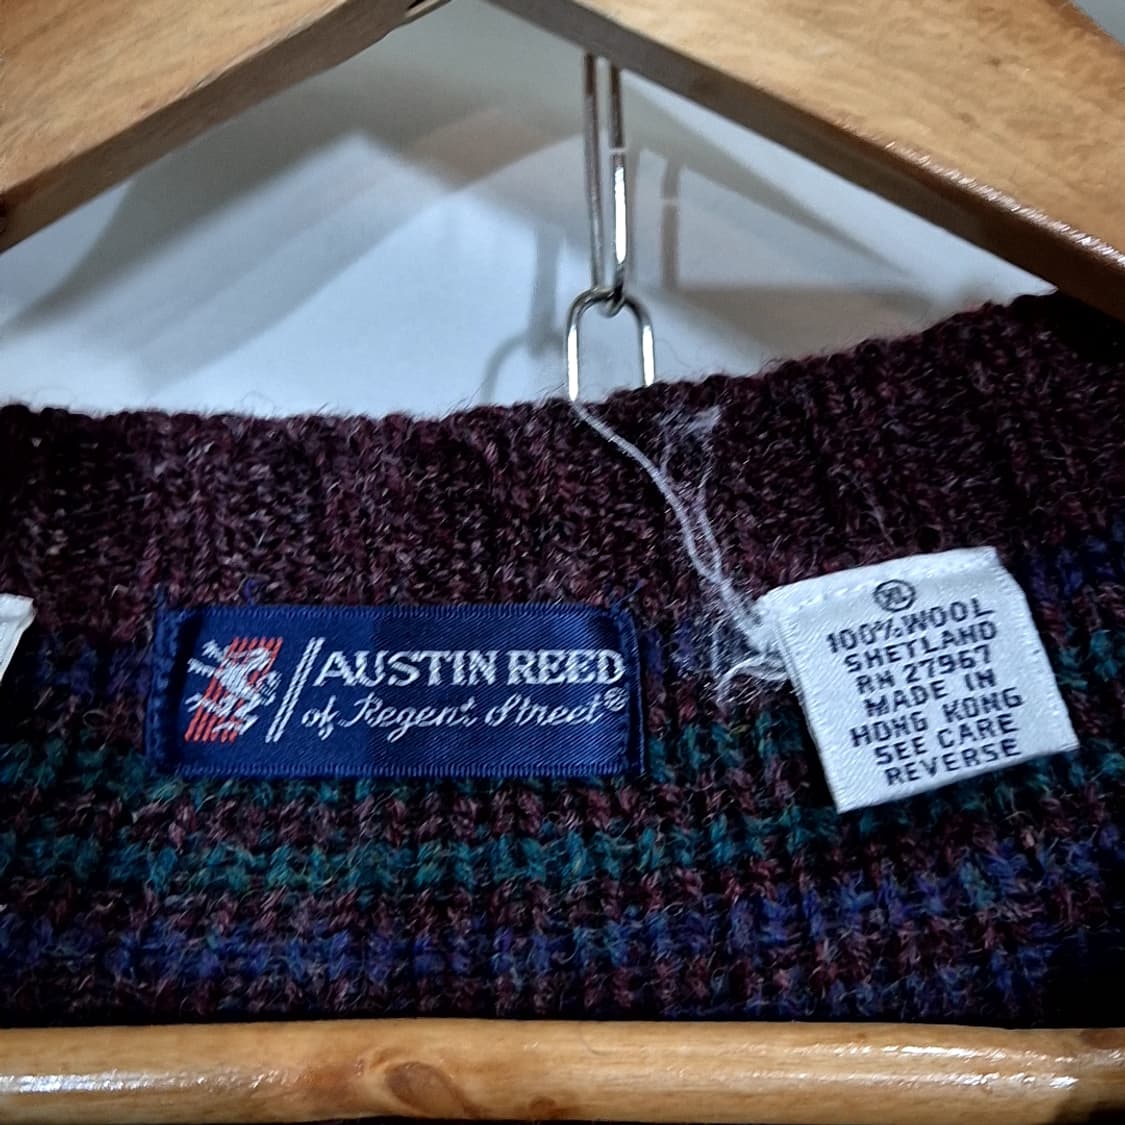 AUSTIN REED
of Regent Street®
XL
100% WOOL
SHETLAND
RN 27967
MADE IN
HONG KONG
SEE CARE
REVERSE